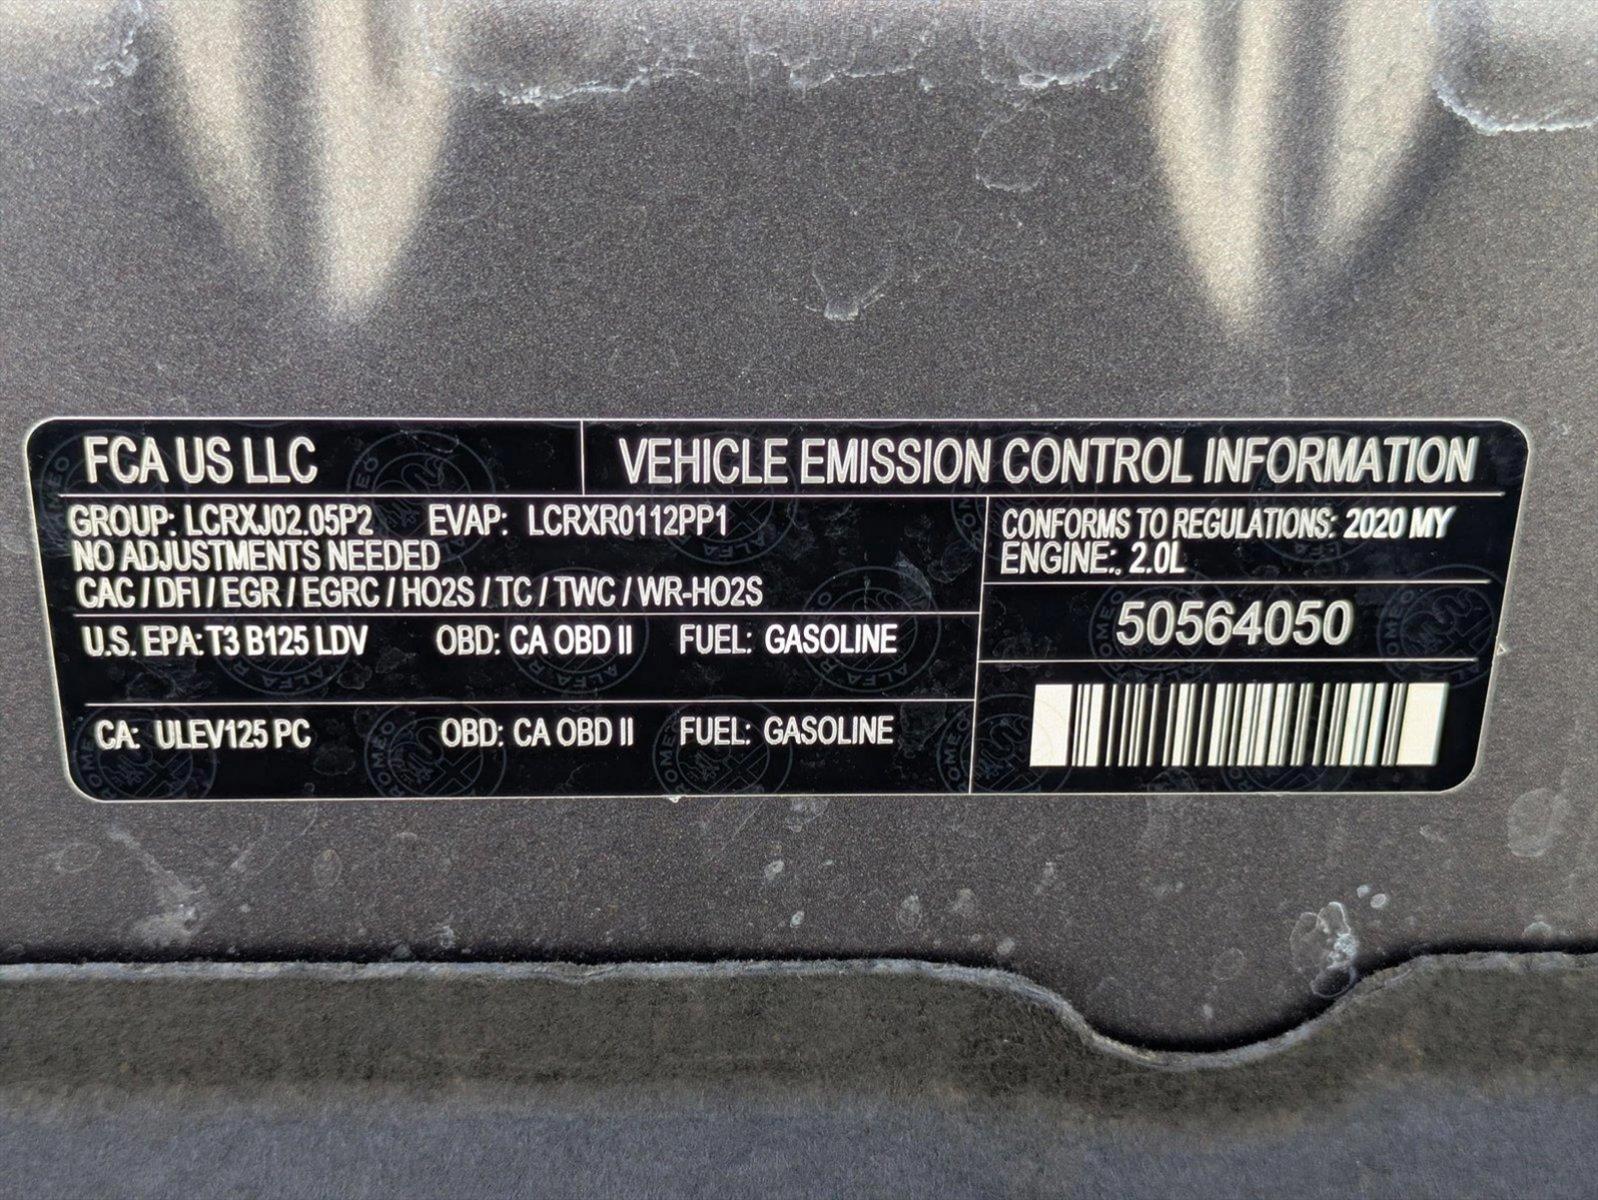 FCA US LLC
VEHICLE EMISSION CONTROL INFORMATION
GROUP: LCRXJ02.05P2 EVAP: LCRXR0112PP1
NO ADJUSTMENTS NEEDED
CAC / DFI / EGR / EGRC / HO2S / TC / TWC / WR-HO2S
CONFORMS TO REGULATIONS: 2020 MY
ENGINE:. 2.0L
50564050
U.S. EPA: T3 B125 LDV OBD: CA OBD II FUEL: GASOLINE
CA: ULEV125 PC OBD: CA OBD II FUEL: GASOLINE
ALFA ROMEO